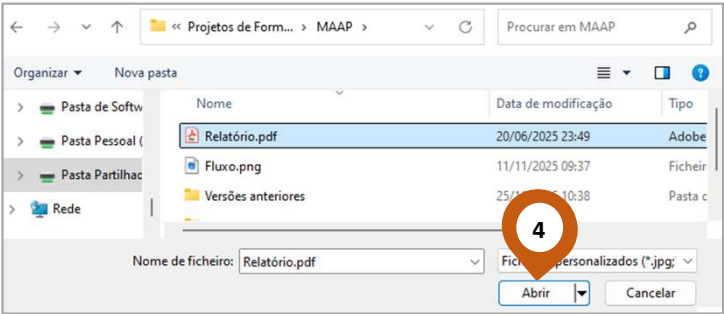 « Projetos de Form... > MAAP >
Procurar em MAAP
Organizar Nova pasta
Nome Data de modificação Tipo
Pasta de Softw
Relatório.pdf 20/06/2025 23:49 Adobe
Pasta Pessoal (
Fluxo.png 11/11/2025 09:37 Ficheir
Pasta Partilhad
Versões anteriores 10:38 Pasta c
Rede
4
Nome de ficheiro: Relatório.pdf
personalizados (*.jpg;
Abrir Cancelar